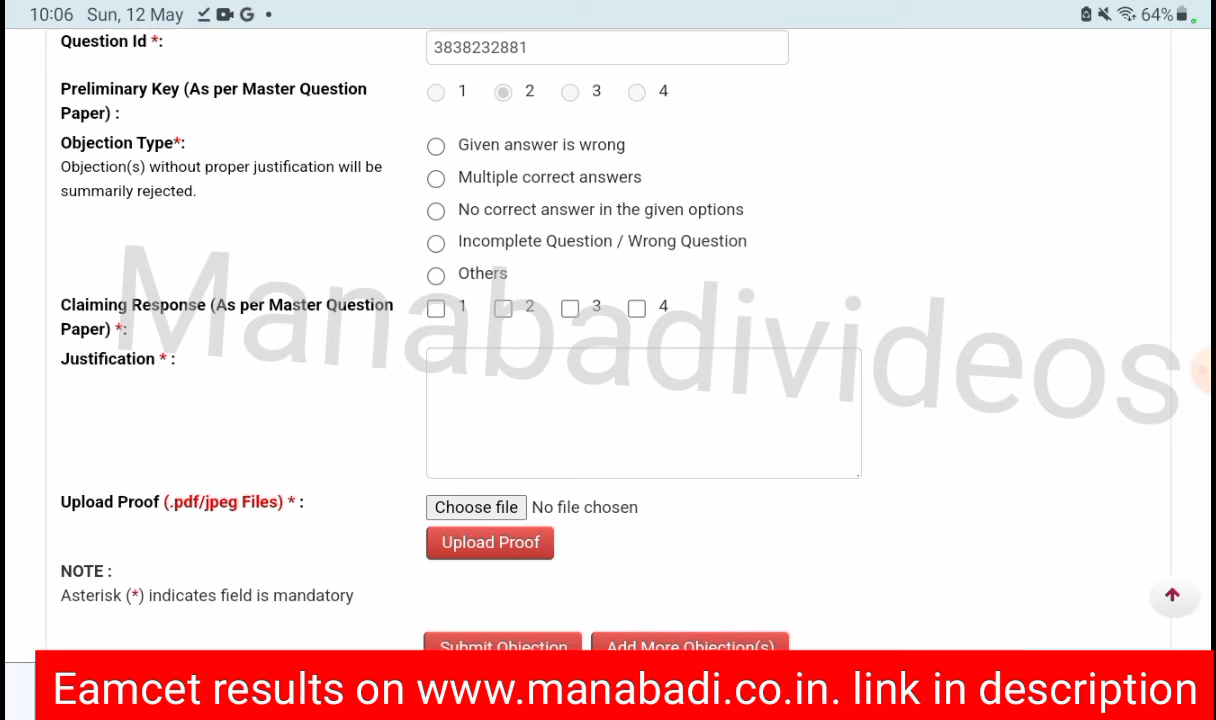 10:06 Sun, 12 May G • 64%
Question Id *: 3838232881
Preliminary Key (As per Master Question
Paper) :
1 2 3 4
Objection Type*:
Objection(s) without proper justification will be
summarily rejected.
Given answer is wrong
Multiple correct answers
No correct answer in the given options
Incomplete Question / Wrong Question
Others
Claiming Response (As per Master Question
Paper) *:
1 2 3 4
Manabadivideos
Justification * :
Upload Proof (.pdf/jpeg Files) * :
Choose file No file chosen
Upload Proof
NOTE :
Asterisk (*) indicates field is mandatory
Submit Objection Add More Objection(s)
Eamcet results on www.manabadi.co.in. link in description